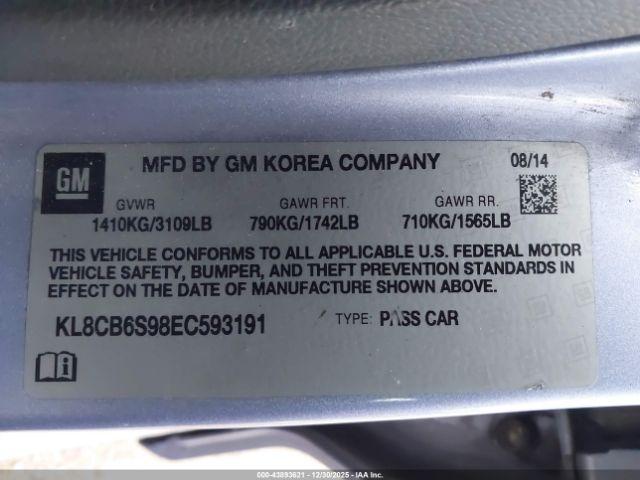 GM
MFD BY GM KOREA COMPANY
08/14
GVWR GAWR FRT. GAWR RR.
1410KG/3109LB 790KG/1742LB 710KG/1565LB
THIS VEHICLE CONFORMS TO ALL APPLICABLE U.S. FEDERAL MOTOR
VEHICLE SAFETY, BUMPER, AND THEFT PREVENTION STANDARDS IN
EFFECT ON THE DATE OF MANUFACTURE SHOWN ABOVE.
KL8CB6S98EC593191 TYPE: PASS CAR
000-43893621 - 12/30/2025 - IAA Inc.